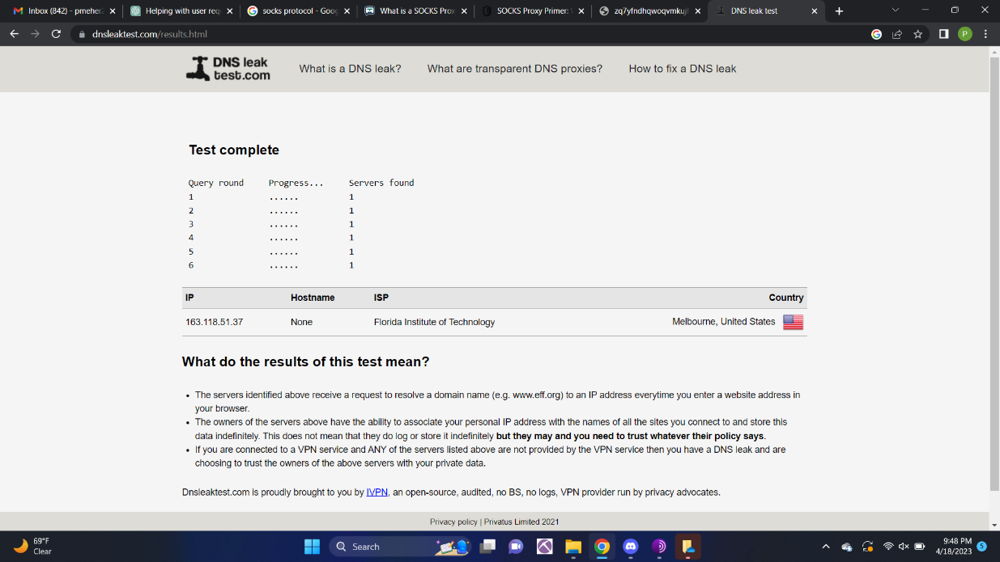 Inbox (842) - pmeher
Helping with user req
socks protocol - Goog
What is a SOCKS Prox
SOCKS Proxy Primer: 
zq7yfndhqwoqvmkuj
DNS leak test
dnsleaktest.com/results.html
P
DNS leak
test.com
What is a DNS leak?
What are transparent DNS proxies?
How to fix a DNS leak
Test complete
Query round Progress... Servers found
1 ...... 1
2 ...... 1
3 ...... 1
4 ...... 1
5 ...... 1
6 ...... 1
IP Hostname ISP Country
163.118.51.37 None Florida Institute of Technology Melbourne, United States
What do the results of this test mean?
• The servers identified above receive a request to resolve a domain name (e.g. www.eff.org) to an IP address everytime you enter a website address in
your browser.
• The owners of the servers above have the ability to associate your personal IP address with the names of all the sites you connect to and store this
data indefinitely. This does not mean that they do log or store it indefinitely but they may and you need to trust whatever their policy says.
• If you are connected to a VPN service and ANY of the servers listed above are not provided by the VPN service then you have a DNS leak and are
choosing to trust the owners of the above servers with your private data.
Dnsleaktest.com is proudly brought to you by IVPN, an open-source, audited, no BS, no logs, VPN provider run by privacy advocates.
Privacy policy | Privatus Limited 2021
69°F
Clear
Search
9:48 PM
4/18/2023
5